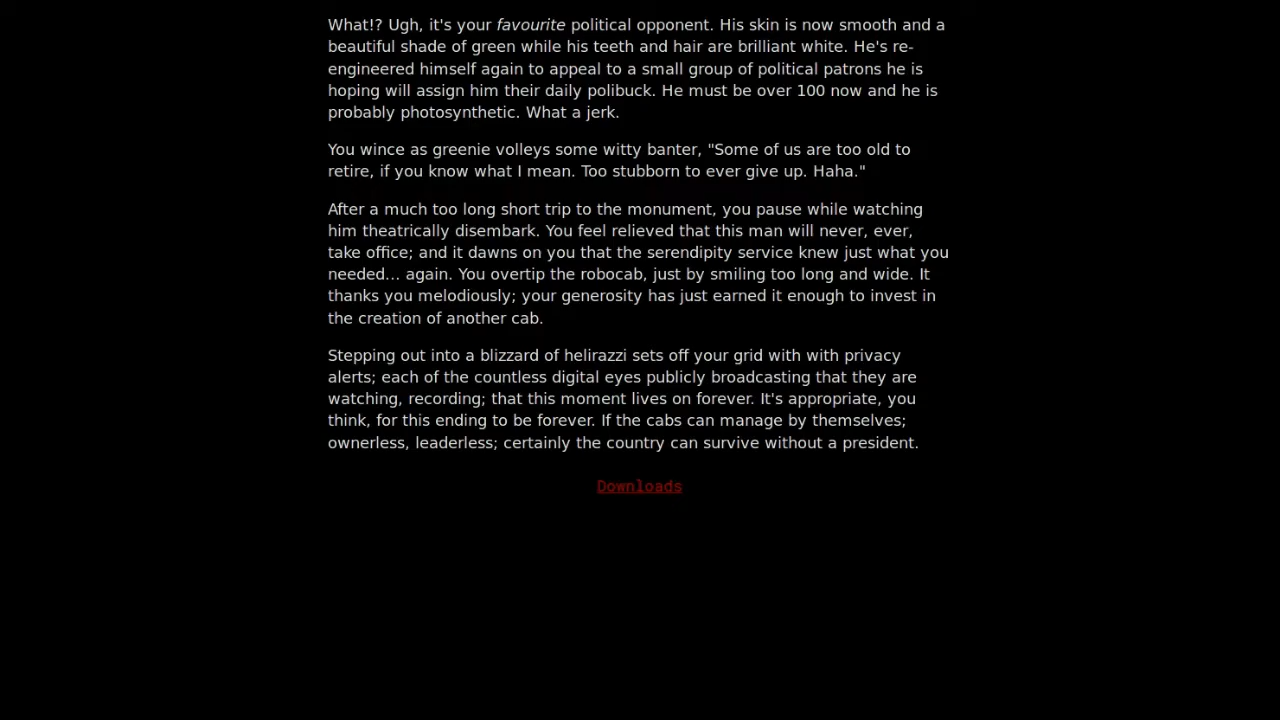 What!? Ugh, it's your favourite political opponent. His skin is now smooth and a
beautiful shade of green while his teeth and hair are brilliant white. He's re-
engineered himself again to appeal to a small group of political patrons he is
hoping will assign him their daily polibuck. He must be over 100 now and he is
probably photosynthetic. What a jerk.
You wince as greenie volleys some witty banter, "Some of us are too old to
retire, if you know what I mean. Too stubborn to ever give up. Haha."
After a much too long short trip to the monument, you pause while watching
him theatrically disembark. You feel relieved that this man will never, ever,
take office; and it dawns on you that the serendipity service knew just what you
needed... again. You overtip the robocab, just by smiling too long and wide. It
thanks you melodiously; your generosity has just earned it enough to invest in
the creation of another cab.
Stepping out into a blizzard of helirazzi sets off your grid with with privacy
alerts; each of the countless digital eyes publicly broadcasting that they are
watching, recording; that this moment lives on forever. It's appropriate, you
think, for this ending to be forever. If the cabs can manage by themselves;
ownerless, leaderless; certainly the country can survive without a president.
Downloads